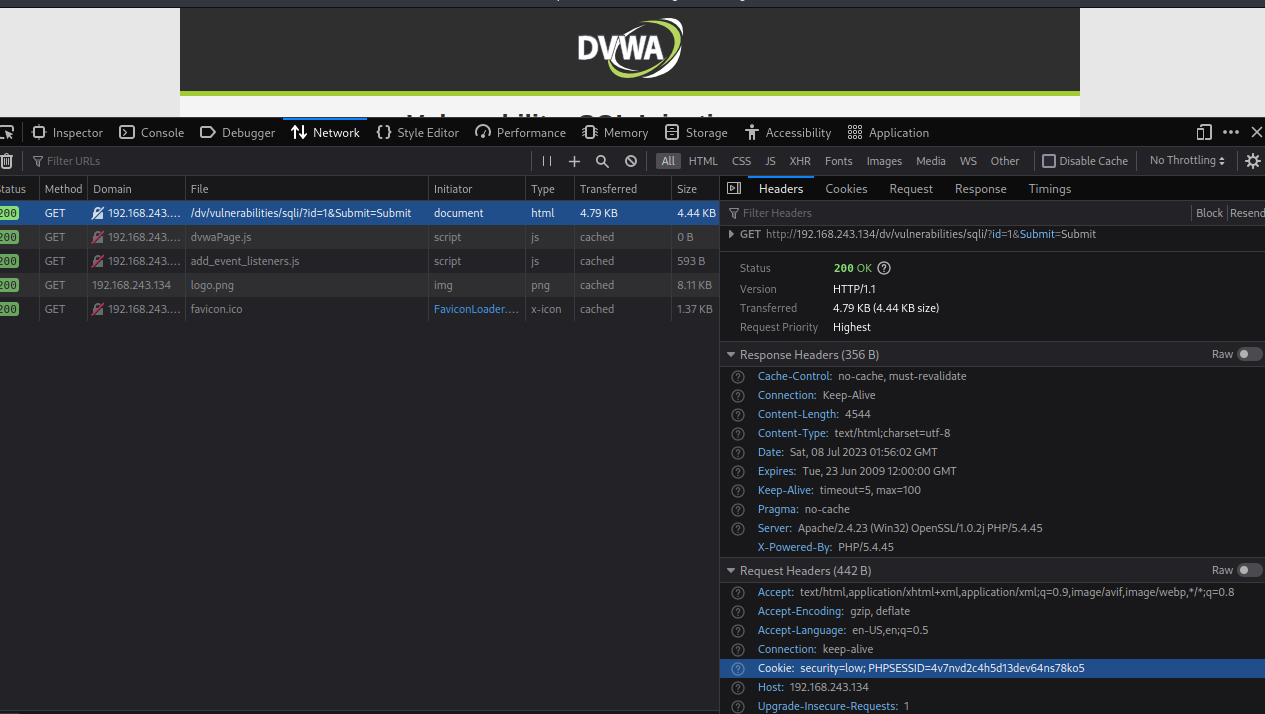 DVWA
Inspector Console Debugger Network Style Editor Performance Memory Storage Accessibility Application
Filter URLs All HTML CSS JS XHR Fonts Images Media WS Other Disable Cache No Throttling
Status Method Domain File Initiator Type Transferred Size
200 GET 192.168.243.… /dv/vulnerabilities/sqli/?id=1&Submit=Submit document html 4.79 KB 4.44 KB
200 GET 192.168.243.… dvwaPage.js script js cached 0 B
200 GET 192.168.243.… add_event_listeners.js script js cached 593 B
200 GET 192.168.243.134 logo.png img png cached 8.11 KB
200 GET 192.168.243.… favicon.ico FaviconLoader.… x-icon cached 1.37 KB
Headers Cookies Request Response Timings
Filter Headers Block Resend
GET http://192.168.243.134/dv/vulnerabilities/sqli/?id=1&Submit=Submit
Status 200 OK
Version HTTP/1.1
Transferred 4.79 KB (4.44 KB size)
Request Priority Highest
Response Headers (356 B) Raw
Cache-Control: no-cache, must-revalidate
Connection: Keep-Alive
Content-Length: 4544
Content-Type: text/html;charset=utf-8
Date: Sat, 08 Jul 2023 01:56:02 GMT
Expires: Tue, 23 Jun 2009 12:00:00 GMT
Keep-Alive: timeout=5, max=100
Pragma: no-cache
Server: Apache/2.4.23 (Win32) OpenSSL/1.0.2j PHP/5.4.45
X-Powered-By: PHP/5.4.45
Request Headers (442 B) Raw
Accept: text/html,application/xhtml+xml,application/xml;q=0.9,image/avif,image/webp,*/*;q=0.8
Accept-Encoding: gzip, deflate
Accept-Language: en-US,en;q=0.5
Connection: keep-alive
Cookie: security=low; PHPSESSID=4v7nvd2c4h5d13dev64ns78ko5
Host: 192.168.243.134
Upgrade-Insecure-Requests: 1